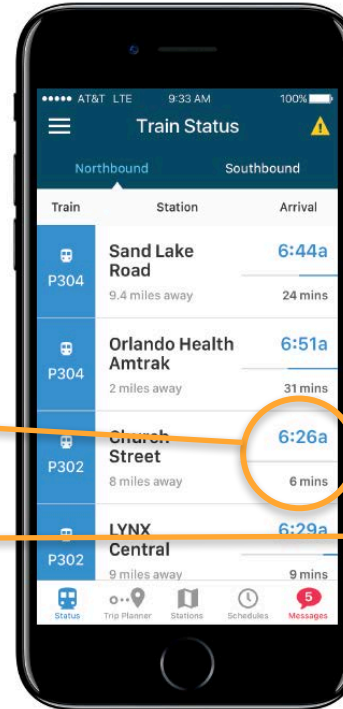 AT&T LTE 9:33 AM 100%
Train Status
Northbound Southbound
Train Station Arrival
P304
Sand Lake
Road
9.4 miles away
6:44a
24 mins
P304
Orlando Health
Amtrak
2 miles away
6:51a
31 mins
P302
Church
Street
8 miles away
6:26a
6 mins
P302
LYNX
Central
9 miles away
6:29a
9 mins
Status Trip Planner Stations Schedules Messages
5